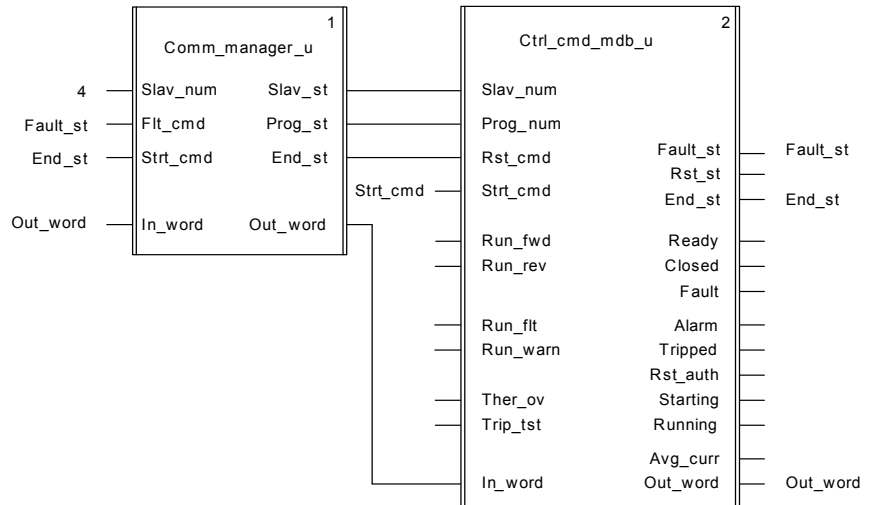 1
Comm_manager_u
4 Slav_num Slav_st
Fault_st Flt_cmd Prog_st
End_st Strt_cmd End_st
Out_word In_word Out_word
2
Ctrl_cmd_mdb_u
Slav_num
Prog_num
Rst_cmd Fault_st Fault_st
Rst_st
Strt_cmd Strt_cmd End_st End_st
Run_fwd Ready
Run_rev Closed
Fault
Run_flt Alarm
Run_warn Tripped
Rst_auth
Ther_ov Starting
Trip_tst Running
Avg_curr
In_word Out_word Out_word